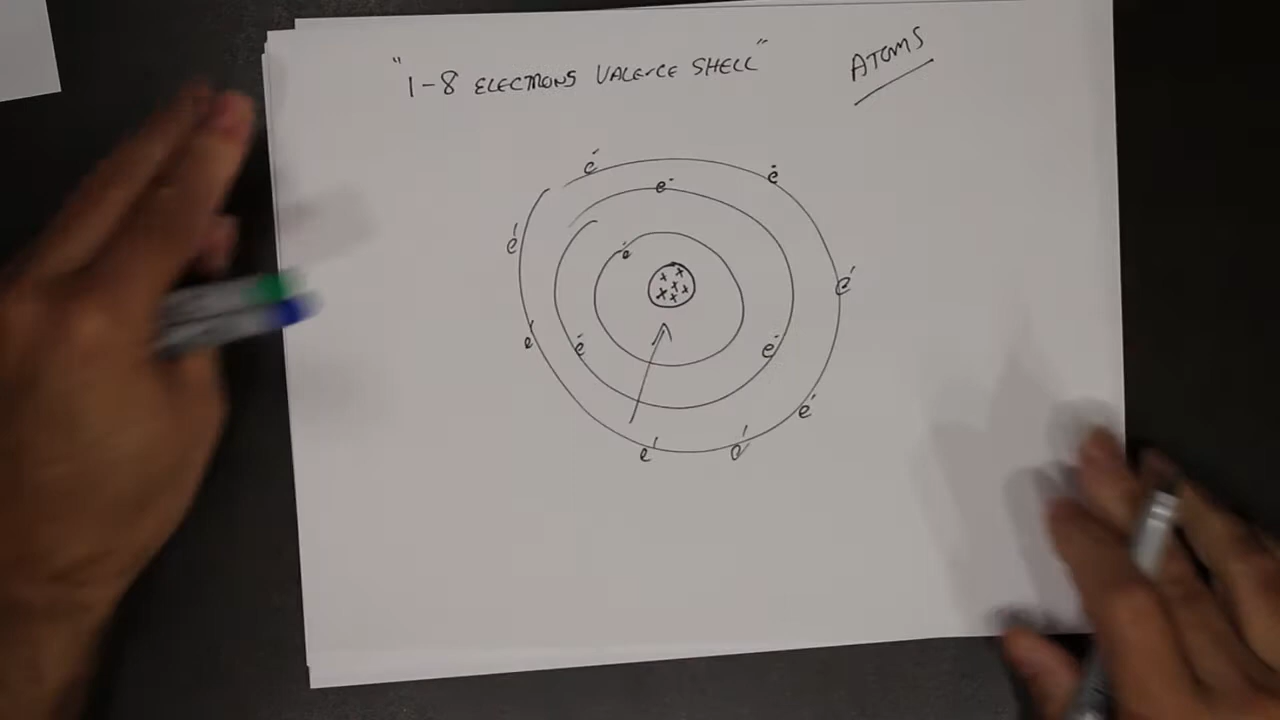 "1-8 ELECTRONS VALENCE SHELL"
ATOMS
e-
e-
e-
e-
e-
e-
e-
e-
e-
e-
e-
e-
+ +
+
+ + +